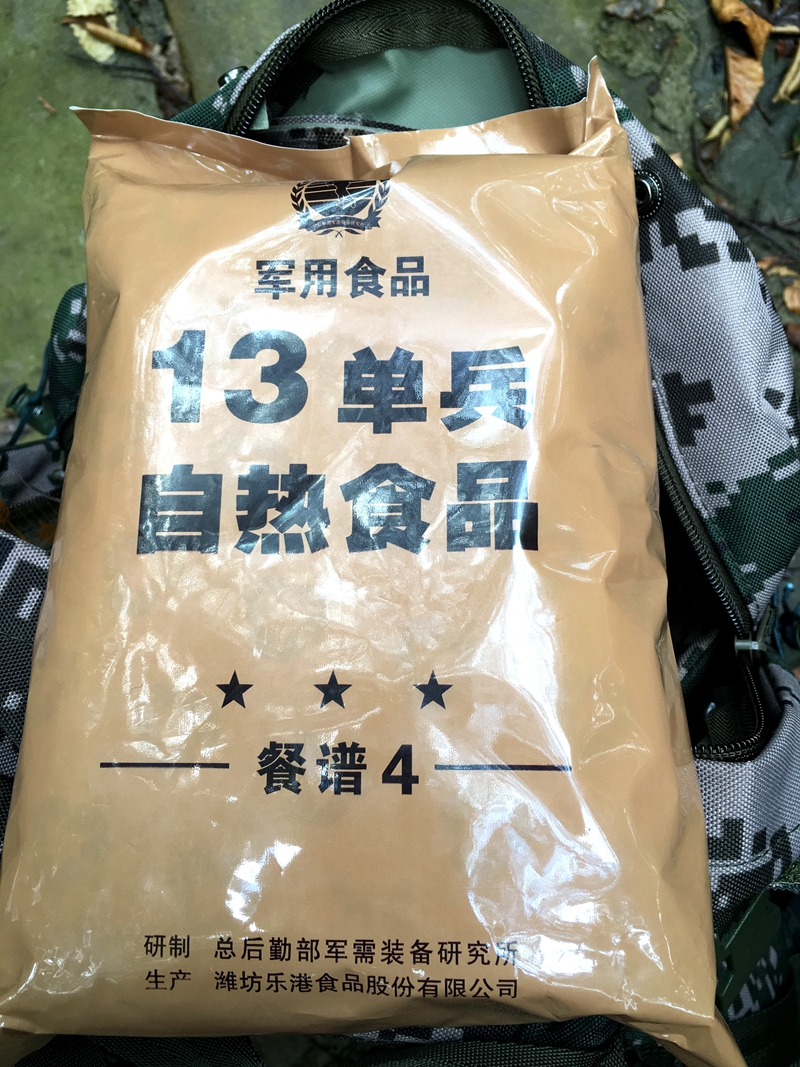 军用食品
13单兵
自热食品
餐谱4
研制 总后勤部军需装备研究所
生产 潍坊乐港食品股份有限公司